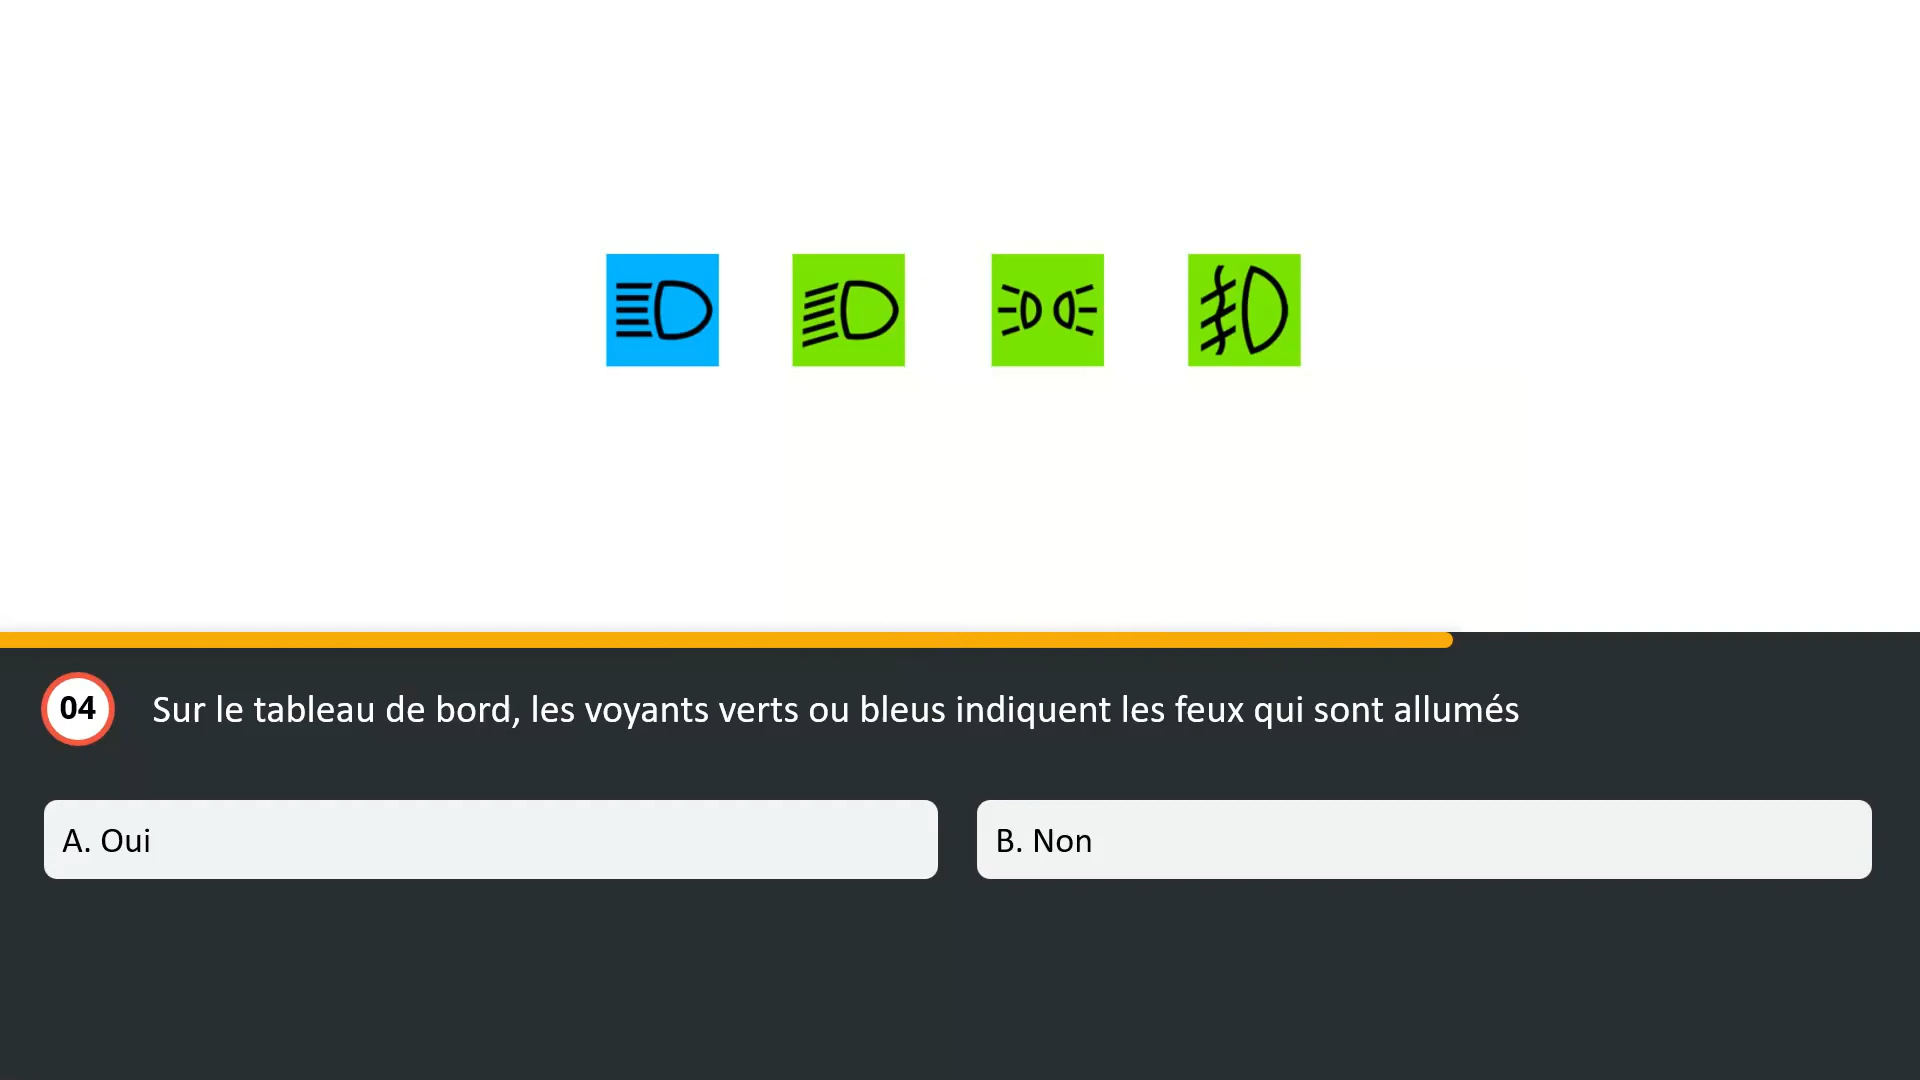 04
Sur le tableau de bord, les voyants verts ou bleus indiquent les feux qui sont allumés
A. Oui
B. Non